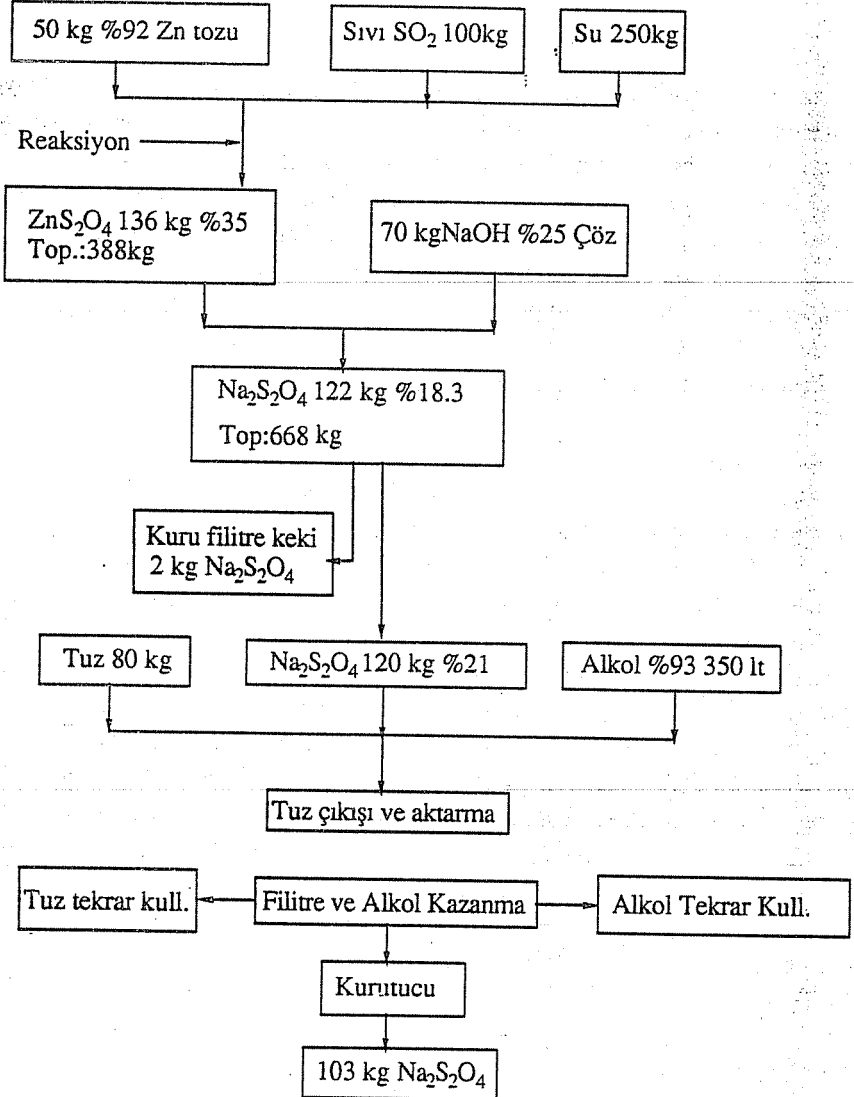 50 kg %92 Zn tozu
Sıvı SO₂ 100kg
Su 250kg
Reaksiyon
ZnS₂O₄ 136 kg %35
Top.:388kg
70 kgNaOH %25 Çöz
Na₂S₂O₄ 122 kg %18.3
Top:668 kg
Kuru filitre keki
2 kg Na₂S₂O₄
Tuz 80 kg
Na₂S₂O₄ 120 kg %21
Alkol %93 350 lt
Tuz çıkışı ve aktarma
Tuz tekrar kull.
Filitre ve Alkol Kazanma
Alkol Tekrar Kull.
Kurutucu
103 kg Na₂S₂O₄